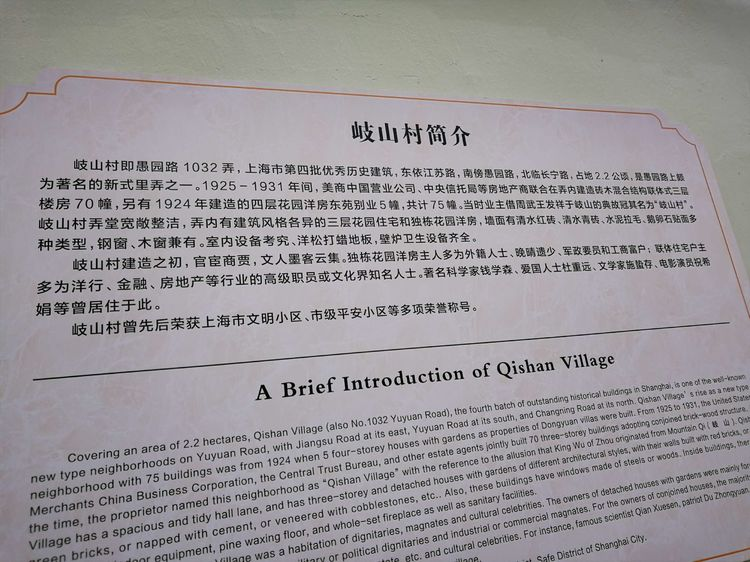 岐山村简介
岐山村即愚园路1032弄，上海市第四批优秀历史建筑，东依江苏路，南傍愚园路，北临长宁路，占地2.2公顷，是愚园路上颇
为著名的新式里弄之一。1925-1931年间，美商中国营业公司、中央信托局等房地产商联合在弄内建造砖木混合结构联体式三层
楼房70幢，另有1924年建造的四层花园洋房东苑别业5幢，共计75幢。当时业主借周武王发祥于岐山的典故冠其名为“岐山村”。
岐山村弄堂宽敞整洁，弄内有建筑风格各异的三层花园住宅和独栋花园洋房，墙面有清水红砖、清水青砖、水泥拉毛、鹅卵石贴面多
种类型，钢窗、木窗兼有。室内设备考究、洋松打蜡地板，壁炉卫生设备齐全。
岐山村建造之初，官宦商贾，文人墨客云集。独栋花园洋房主人多为外籍人士、晚晴遗少、军政要员和工商富户；联体住宅户主
多为洋行、金融、房地产等行业的高级职员或文化界知名人士。著名科学家钱学森、爱国人士杜重远、文学家施蛰存、电影演员祝希
娟等曾居住于此。
岐山村曾先后荣获上海市文明小区、市级平安小区等多项荣誉称号。
A Brief Introduction of Qishan Village
Covering an area of 2.2 hectares, Qishan Village (also No.1032 Yuyuan Road), the fourth batch of outstanding historical buildings in Shanghai, is one of the well-known
new type neighborhoods on Yuyuan Road, with Jiangsu Road at its east, Yuyuan Road at its south, and Changning Road at its north. Qishan Village's rise as a new type
neighborhood with 75 buildings was from 1924 when 5 four-storey houses with gardens as properties of Dongyuan villas were built. From 1925 to 1931, the United States
Merchants China Business Corporation, the Central Trust Bureau, and other estate agents jointly built 70 three-storey buildings adopting conjoined brick-wood structure.
the time, the proprietor named this neighborhood as “Qishan Village” with the reference to the allusion that King Wu of Zhou originated from Mountain Qi (岐山). Qish
Village has a spacious and tidy hall lane, and has three-storey and detached houses with gardens of different architectural styles, with their walls built with red bricks, or
green bricks, or napped with cement, or veneered with cobblestones, etc.. Also, these buildings have windows made of steels or woods.. Inside buildings, ther
door equipment, pine waxing floor, and whole-set fireplace as well as sanitary facilities.
Village was a habitation of dignitaries, magnates and cultural celebrities. The owners of detached houses with gardens were mainly for
military or political dignitaries and industrial or commercial magnates. For the owners of conjoined houses, the majority
etc. and cultural celebrities. For instance, famous scientist Qian Xuesen, patriot Du Zhongyuan,
Safe District of Shanghai City.